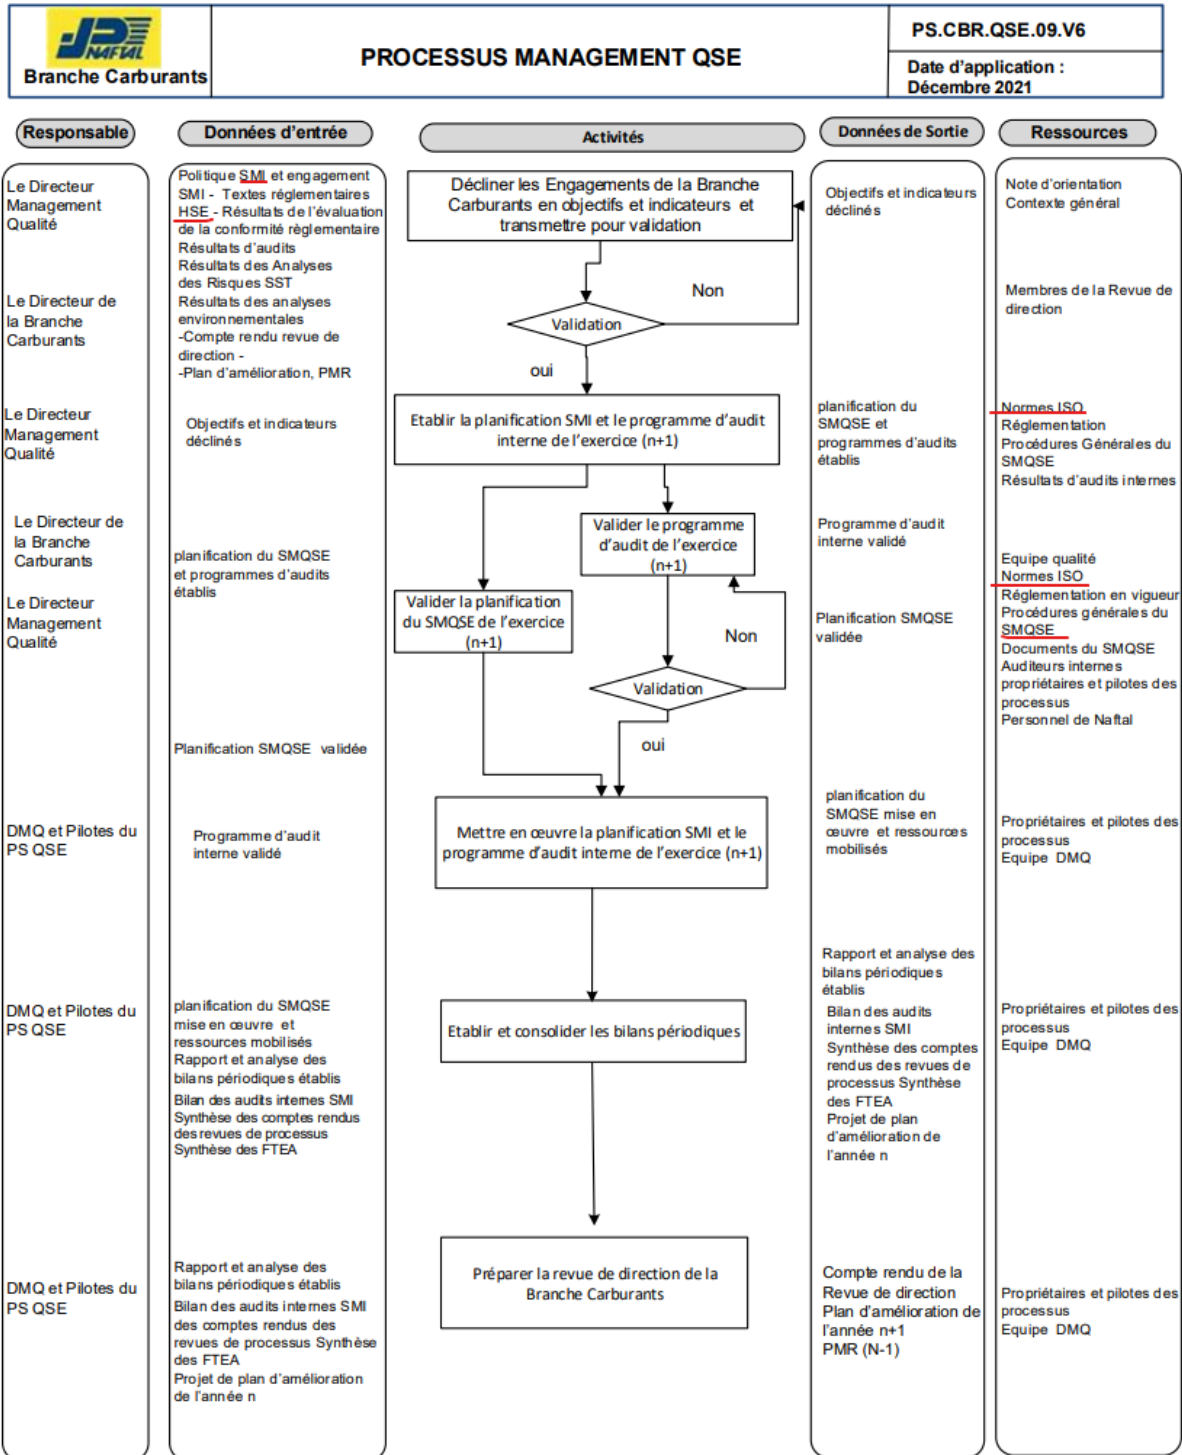 NAFTAL
Branche Carburants
PROCESSUS MANAGEMENT QSE
PS.CBR.QSE.09.V6
Date d'application :
Décembre 2021
Responsable
Données d'entrée
Activités
Données de Sortie
Ressources
Le Directeur
Management
Qualité
Le Directeur de
la Branche
Carburants
Le Directeur
Management
Qualité
Le Directeur de
la Branche
Carburants
Le Directeur
Management
Qualité
DMQ et Pilotes du
PS QSE
DMQ et Pilotes du
PS QSE
DMQ et Pilotes du
PS QSE
Politique SMI et engagement
SMI - Textes réglementaires
HSE - Résultats de l'évaluation
de la conformité règlementaire
Résultats d'audits
Résultats des Analyses
des Risques SST
Résultats des analyses
environnementales
-Compte rendu revue de
direction -
-Plan d'amélioration, PMR
Objectifs et indicateurs
déclinés
planification du SMQSE
et programmes d'audits
établis
Planification SMQSE validée
Programme d'audit
interne validé
planification du SMQSE
mise en œuvre et
ressources mobilisés
Rapport et analyse des
bilans périodiques établis
Bilan des audits internes SMI
Synthèse des comptes rendus
des revues de processus
Synthèse des FTEA
Rapport et analyse des
bilans périodiques établis
Bilan des audits internes SMI
des comptes rendus des
revues de processus Synthèse
des FTEA
Projet de plan d'amélioration
de l'année n
Décliner les Engagements de la Branche
Carburants en objectifs et indicateurs et
transmettre pour validation
Non
Validation
oui
Etablir la planification SMI et le programme d'audit
interne de l'exercice (n+1)
Valider le programme
d'audit de l'exercice
(n+1)
Valider la planification
du SMQSE de l'exercice
(n+1)
Non
Validation
oui
Mettre en œuvre la planification SMI et le
programme d'audit interne de l'exercice (n+1)
Etablir et consolider les bilans périodiques
Préparer la revue de direction de la
Branche Carburants
Objectifs et indicateurs
déclinés
planification du
SMQSE et
programmes d'audits
établis
Programme d'audit
interne validé
Planification SMQSE
validée
planification du
SMQSE mise en
œuvre et ressources
mobilisés
Rapport et analyse des
bilans périodiques
établis
Bilan des audits
internes SMI
Synthèse des comptes
rendus des revues de
processus Synthèse
des FTEA
Projet de plan
d'amélioration de
l'année n
Compte rendu de la
Revue de direction
Plan d'amélioration de
l'année n+1
PMR (N-1)
Note d'orientation
Contexte général
Membres de la Revue de
direction
Normes ISO
Réglementation
Procédures Générales du
SMQSE
Résultats d'audits internes
Equipe qualité
Normes ISO
Réglementation en vigueur
Procédures générales du
SMQSE
Documents du SMQSE
Auditeurs internes
propriétaires et pilotes des
processus
Personnel de Naftal
Propriétaires et pilotes des
processus
Equipe DMQ
Propriétaires et pilotes des
processus
Equipe DMQ
Propriétaires et pilotes des
processus
Equipe DMQ